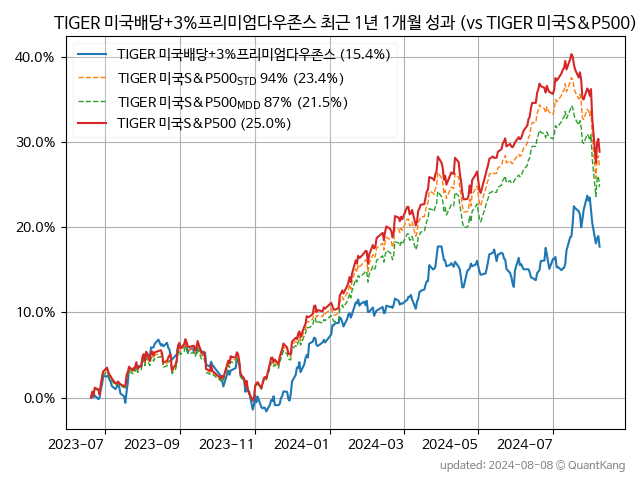 TIGER 미국배당+3%프리미엄다우존스 최근 1년 1개월 성과 (vs TIGER 미국S&P500)
TIGER 미국배당+3%프리미엄다우존스 (15.4%)
TIGER 미국S&P500STD 94% (23.4%)
TIGER 미국S&P500MDD 87% (21.5%)
TIGER 미국S&P500 (25.0%)
40.0%
30.0%
20.0%
10.0%
0.0%
2023-07 2023-09 2023-11 2024-01 2024-03 2024-05 2024-07
updated: 2024-08-08 © QuantKang